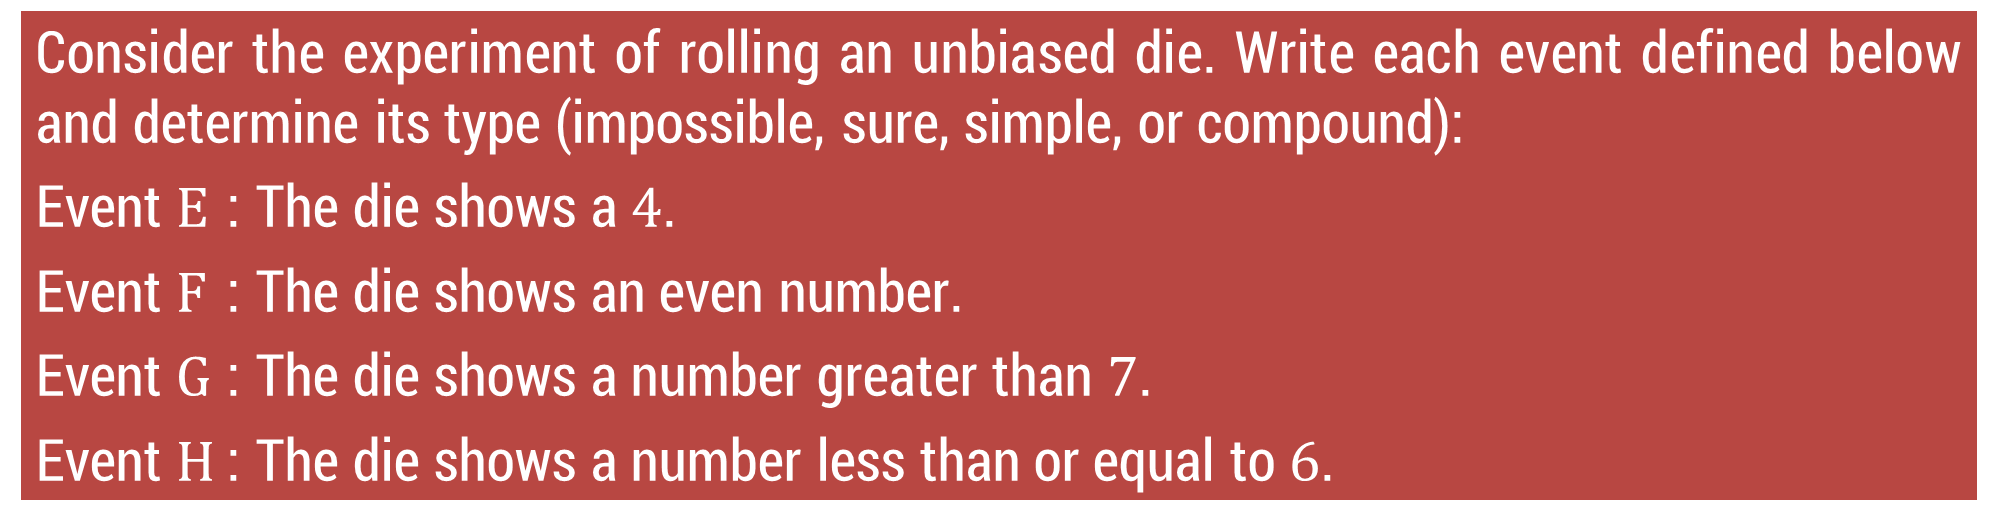 Consider the experiment of rolling an unbiased die. Write each event defined below
and determine its type (impossible, sure, simple, or compound):
Event E : The die shows a 4.
Event F : The die shows an even number.
Event G : The die shows a number greater than 7.
Event H : The die shows a number less than or equal to 6.